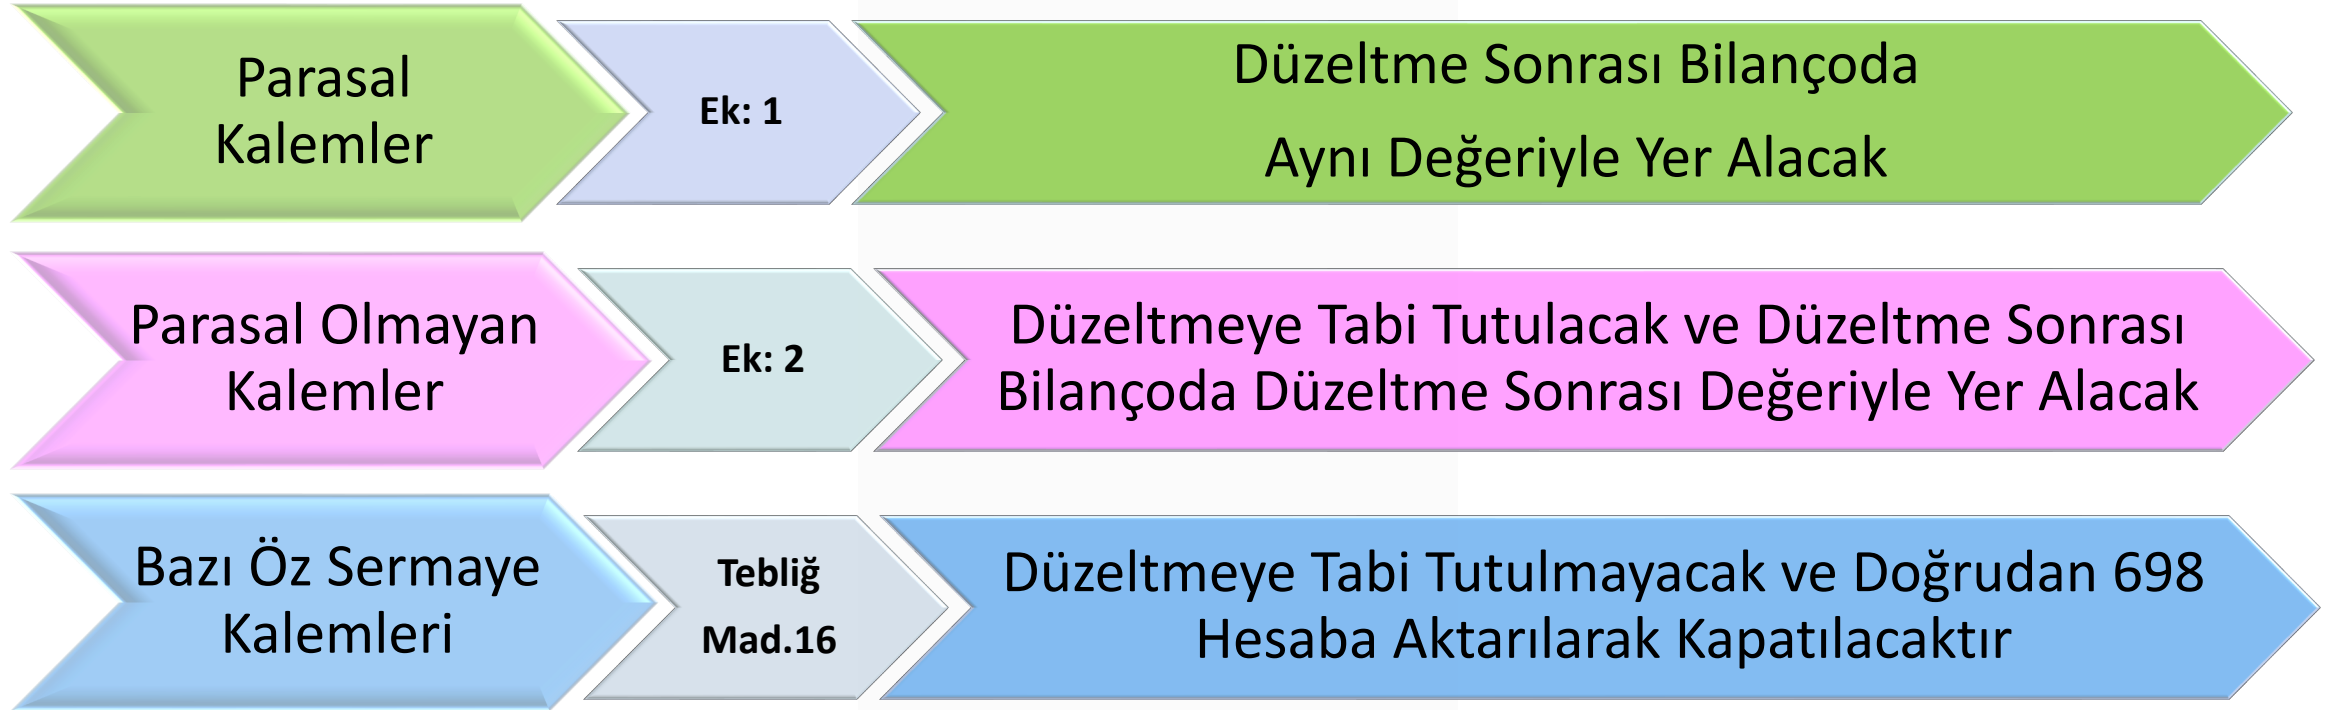 Parasal
Kalemler
Ek: 1
Düzeltme Sonrası Bilançoda
Aynı Değeriyle Yer Alacak
Parasal Olmayan
Kalemler
Ek: 2
Düzeltmeye Tabi Tutulacak ve Düzeltme Sonrası
Bilançoda Düzeltme Sonrası Değeriyle Yer Alacak
Bazı Öz Sermaye
Kalemleri
Tebliğ
Mad.16
Düzeltmeye Tabi Tutulmayacak ve Doğrudan 698
Hesaba Aktarılarak Kapatılacaktır